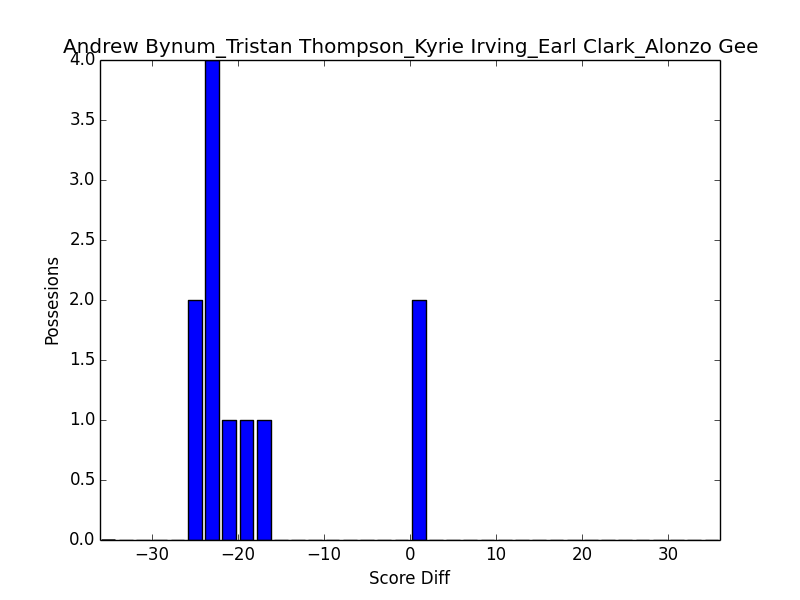 Andrew Bynum_Tristan Thompson_Kyrie Irving_Earl Clark_Alonzo Gee
4.0
3.5
3.0
2.5
2.0
1.5
1.0
0.5
0.0
Possesions
−30 −20 −10 0 10 20 30
Score Diff